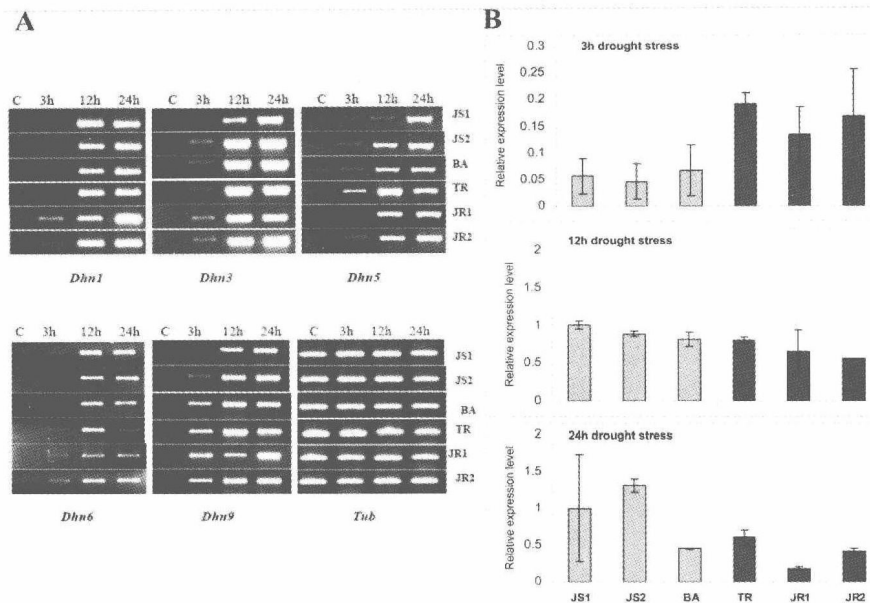 A
C 3h 12h 24h
C 3h 12h 24h
C 3h 12h 24h
JS1
JS2
BA
TR
JR1
JR2
Dhn1
Dhn3
Dhn5
C 3h 12h 24h
C 3h 12h 24h
C 3h 12h 24h
JS1
JS2
BA
TR
JR1
JR2
Dhn6
Dhn9
Tub
B
3h drought stress
Relative expression level
0.3
0.25
0.2
0.15
0.1
0.05
0
12h drought stress
Relative expression level
2
1.5
1
0.5
0
24h drought stress
Relative expression level
2
1.5
1
0.5
0
JS1 JS2 BA TR JR1 JR2